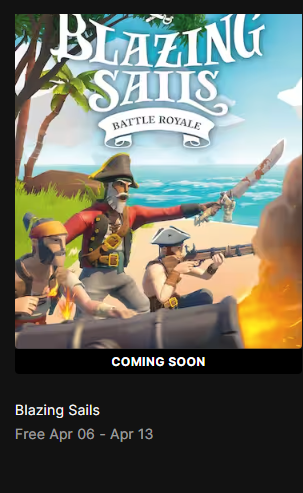 BLAZING
SAILS
BATTLE ROYALE
COMING SOON
Blazing Sails
Free Apr 06 - Apr 13